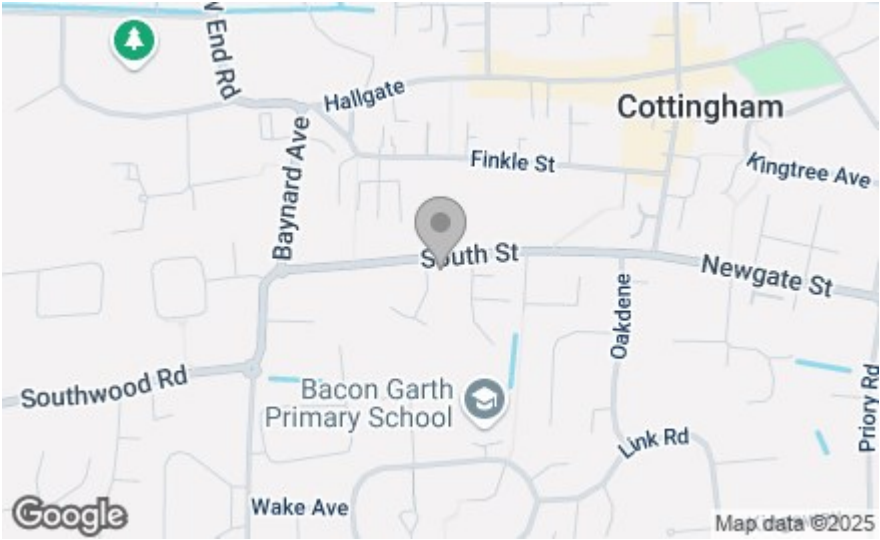 W End Rd
Hallgate
Cottingham
Baynard Ave
Finkle St
Kingtree Ave
South St
Newgate St
Oakdene
Southwood Rd
Bacon Garth
Primary School
Priory Rd
Link Rd
Wake Ave
Google
Map data ©2025